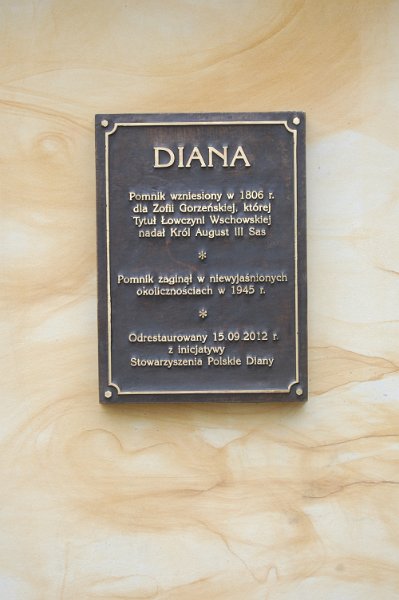 DIANA
Pomnik wzniesiony w 1806 r.
dla Zofii Gorzeńskiej, której
Tytuł Łowczyni Wschowskiej
nadał Król August III Sas
*
Pomnik zaginął w niewyjaśnionych
okolicznościach w 1945 r.
*
Odrestaurowany 15.09.2012 r.
z inicjatywy
Stowarzyszenia Polskie Diany